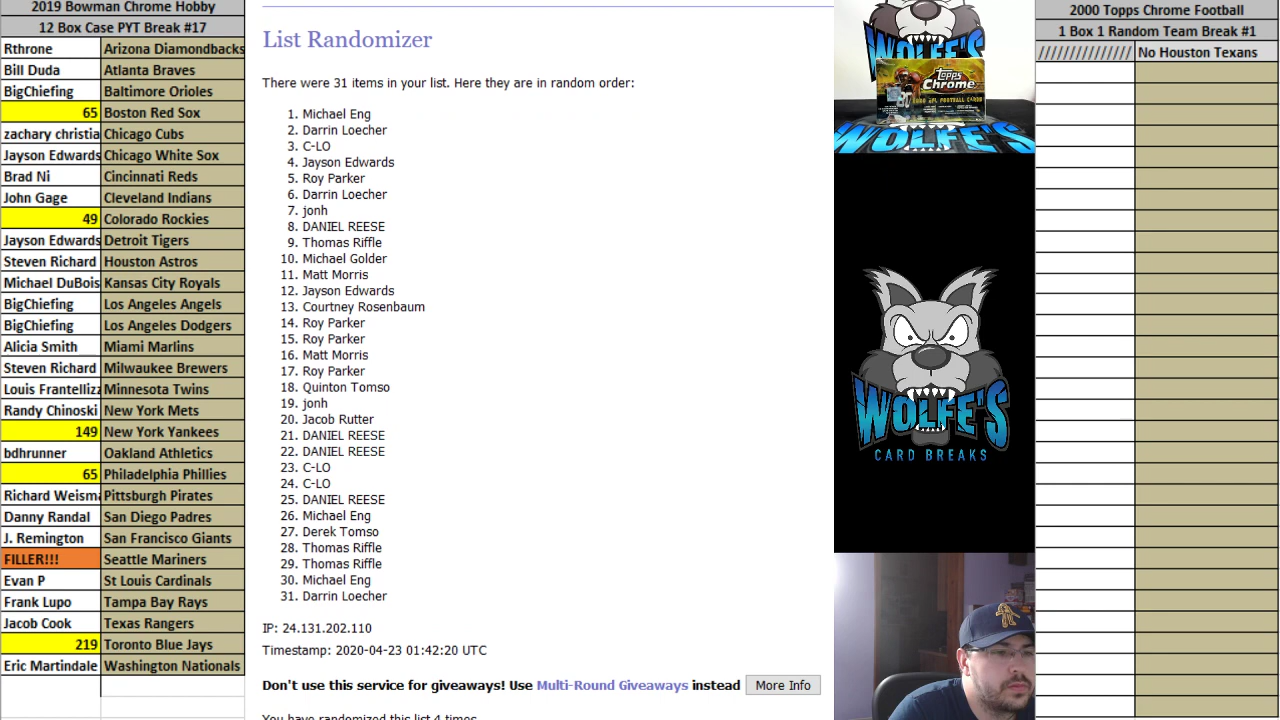 2019 Bowman Chrome Hobby
12 Box Case PYT Break #17
Rthrone Arizona Diamondbacks
Bill Duda Atlanta Braves
BigChiefing Baltimore Orioles
65 Boston Red Sox
zachary christia Chicago Cubs
Jayson Edwards Chicago White Sox
Brad Ni Cincinnati Reds
John Gage Cleveland Indians
49 Colorado Rockies
Jayson Edwards Detroit Tigers
Steven Richard Houston Astros
Michael DuBois Kansas City Royals
BigChiefing Los Angeles Angels
BigChiefing Los Angeles Dodgers
Alicia Smith Miami Marlins
Steven Richard Milwaukee Brewers
Louis Frantellizz Minnesota Twins
Randy Chinoski New York Mets
149 New York Yankees
bdhrunner Oakland Athletics
65 Philadelphia Phillies
Richard Weisma Pittsburgh Pirates
Danny Randal San Diego Padres
J. Remington San Francisco Giants
FILLER!!! Seattle Mariners
Evan P St Louis Cardinals
Frank Lupo Tampa Bay Rays
Jacob Cook Texas Rangers
219 Toronto Blue Jays
Eric Martindale Washington Nationals
List Randomizer
There were 31 items in your list. Here they are in random order:
1. Michael Eng
2. Darrin Loecher
3. C-LO
4. Jayson Edwards
5. Roy Parker
6. Darrin Loecher
7. jonh
8. DANIEL REESE
9. Thomas Riffle
10. Michael Golder
11. Matt Morris
12. Jayson Edwards
13. Courtney Rosenbaum
14. Roy Parker
15. Roy Parker
16. Matt Morris
17. Roy Parker
18. Quinton Tomso
19. jonh
20. Jacob Rutter
21. DANIEL REESE
22. DANIEL REESE
23. C-LO
24. C-LO
25. DANIEL REESE
26. Michael Eng
27. Derek Tomso
28. Thomas Riffle
29. Thomas Riffle
30. Michael Eng
31. Darrin Loecher
IP: 24.131.202.110
Timestamp: 2020-04-23 01:42:20 UTC
Don't use this service for giveaways! Use Multi-Round Giveaways instead More Info
You have randomized this list 4 times.
WOLFE'S
Topps
Chrome
WOLFE'S
WOLFE'S
CARD BREAKS
2000 Topps Chrome Football
1 Box 1 Random Team Break #1
/////////////// No Houston Texans